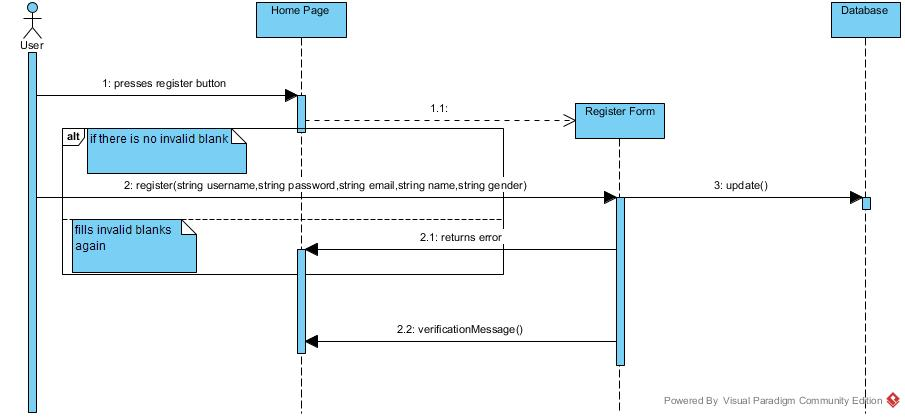 Home Page
Database
User
1: presses register button
1.1:
Register Form
alt
if there is no invalid blank
2: register(string username,string password,string email,string name,string gender)
3: update()
fills invalid blanks
again
2.1: returns error
2.2: verificationMessage()
Powered By Visual Paradigm Community Edition